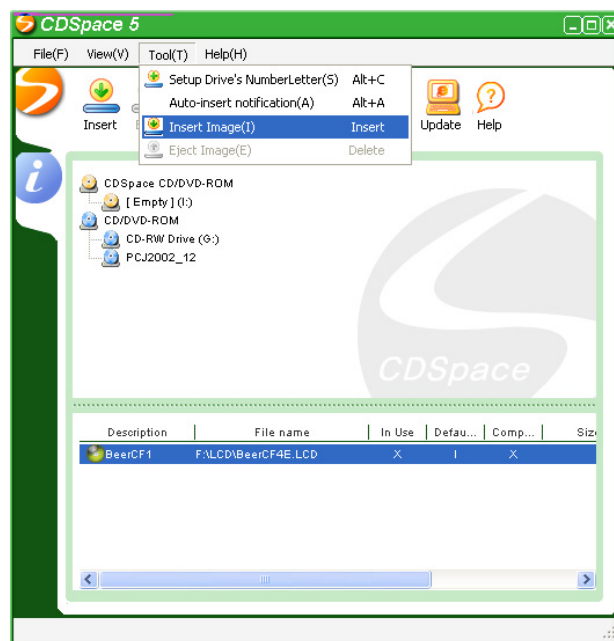 CDSpace 5
File(F) View(V) Tool(T) Help(H)
Setup Drive's NumberLetter(S) Alt+C
Auto-insert notification(A) Alt+A
Insert Image(I) Insert
Eject Image(E) Delete
Insert
Update Help
CDSpace CD/DVD-ROM
[ Empty ] (I:)
CD/DVD-ROM
CD-RW Drive (G:)
PCJ2002_12
CDSpace
Description File name In Use Defau... Comp... Siz
BeerCF1 F:\LCD\BeerCF4E.LCD X I X